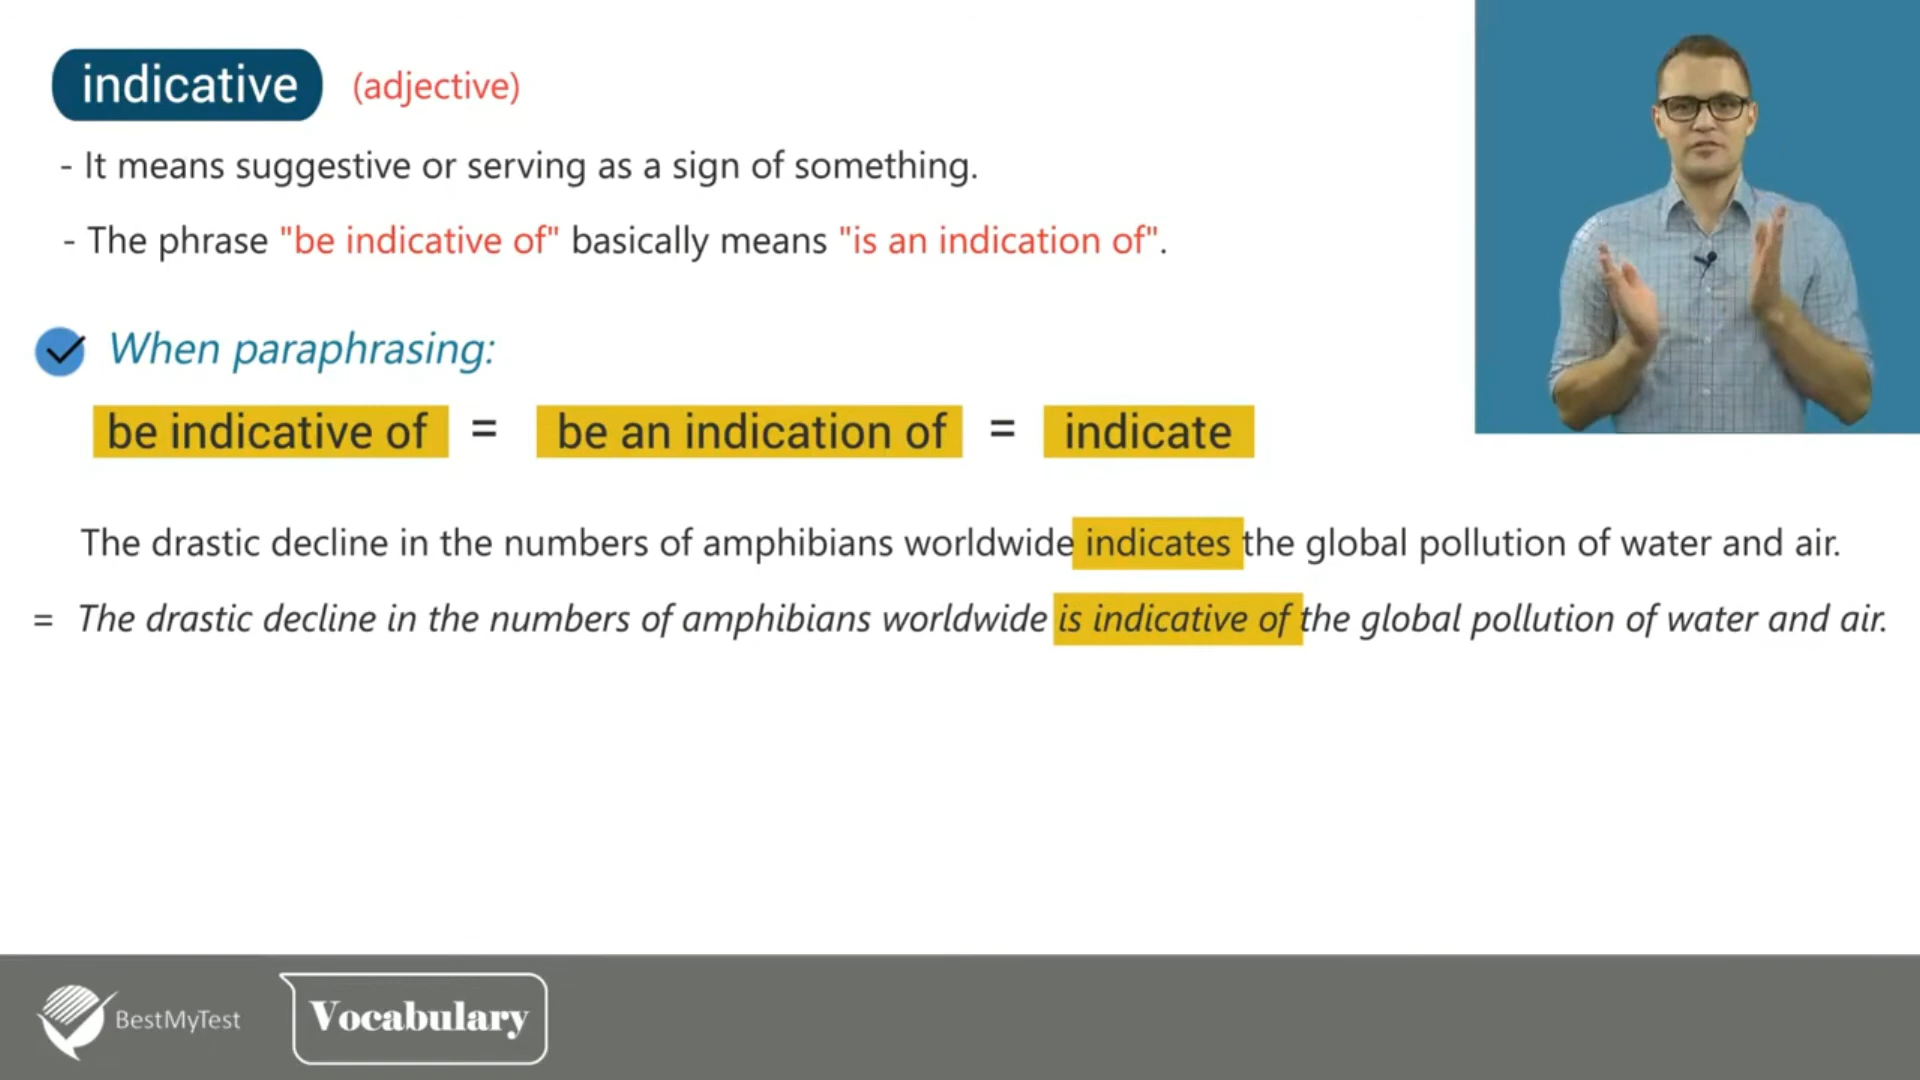 indicative (adjective)
- It means suggestive or serving as a sign of something.
- The phrase "be indicative of" basically means "is an indication of".
When paraphrasing:
be indicative of = be an indication of = indicate
The drastic decline in the numbers of amphibians worldwide indicates the global pollution of water and air.
= The drastic decline in the numbers of amphibians worldwide is indicative of the global pollution of water and air.
BestMyTest Vocabulary